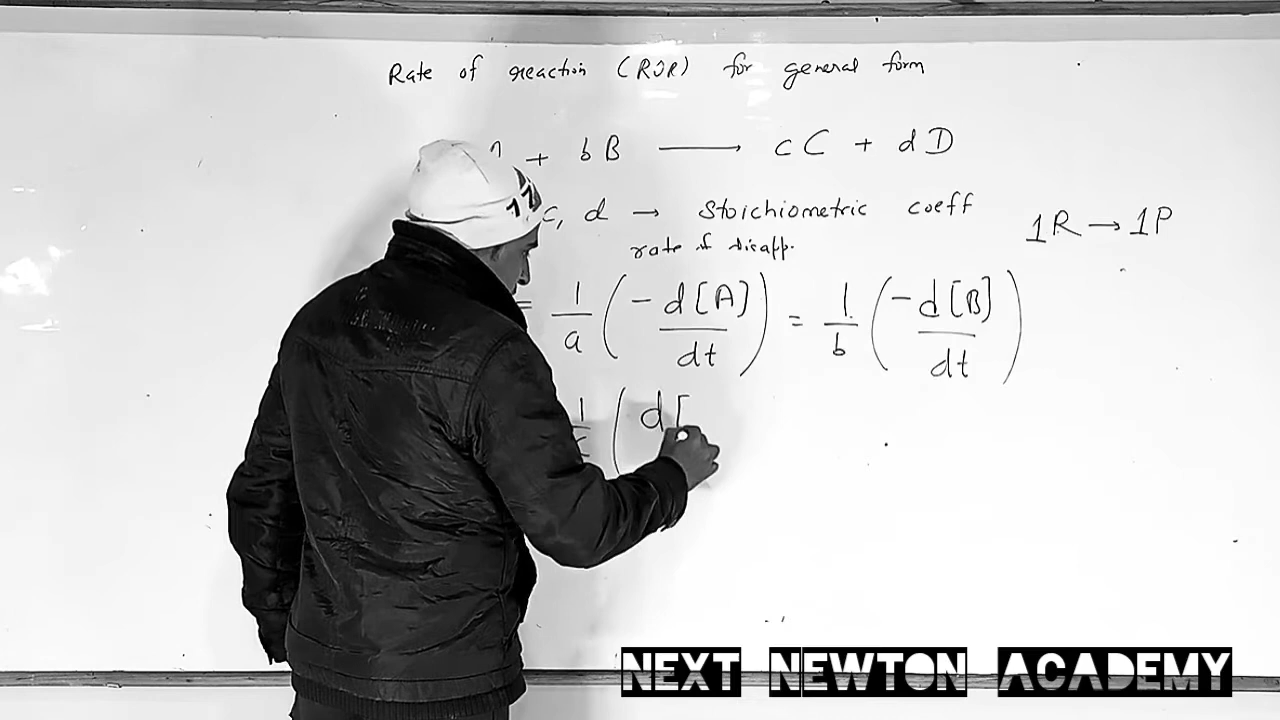 Rate of reaction (ROR) for general form
+ bB ⟶ cC + dD
c, d → Stoichiometric coeff
1R → 1P
rate of disapp.
= 1/a (-d[A]/dt) = 1/b (-d[B]/dt)
1/c (d[
17
NEXT NEWTON ACADEMY